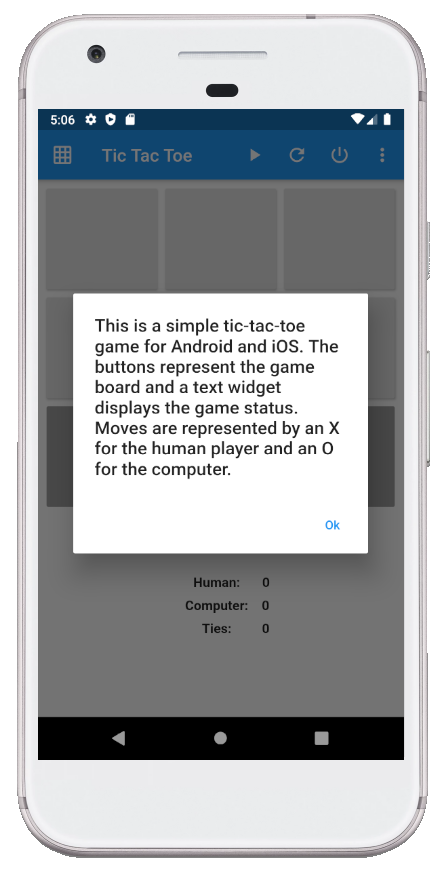 5:06
Tic Tac Toe
This is a simple tic-tac-toe
game for Android and iOS. The
buttons represent the game
board and a text widget
displays the game status.
Moves are represented by an X
for the human player and an O
for the computer.
Ok
Human: 0
Computer: 0
Ties: 0